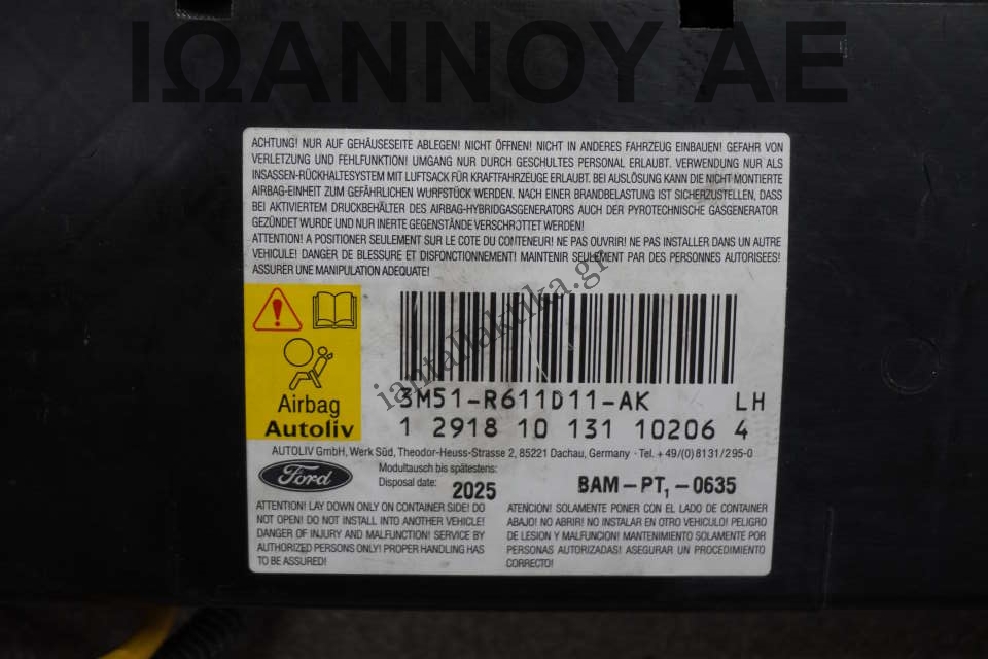 ΙΩΑΝΝΟΥ ΑΕ
ACHTUNG! NUR AUF GEHÄUSESEITE ABLEGEN! NICHT ÖFFNEN! NICHT IN ANDERES FAHRZEUG EINBAUEN! GEFAHR VON
VERLETZUNG UND FEHLFUNKTION! UMGANG NUR DURCH GESCHULTES PERSONAL ERLAUBT. VERWENDUNG NUR ALS
INSASSEN-RÜCKHALTESYSTEM MIT LUFTSACK FÜR KRAFTFAHRZEUGE ERLAUBT. BEI AUSLÖSUNG KANN DIE NICHT MONTIERTE
AIRBAG-EINHEIT ZUM GEFÄHRLICHEN WURFSTÜCK WERDEN. NACH EINER BRANDBELASTUNG IST SICHERZUSTELLEN, DASS
BEI AKTIVIERTEM DRUCKBEHÄLTER DES AIRBAG-HYBRIDGASGENERATORS AUCH DER PYROTECHNISCHE GASGENERATOR
GEZÜNDET WURDE UND NUR INERTE GEGENSTÄNDE VERSCHROTTET WERDEN!
ATTENTION! A POSITIONER SEULEMENT SUR LE COTE DU CONTENEUR! NE PAS OUVRIR! NE PAS INSTALLER DANS UN AUTRE
VEHICULE! DANGER DE BLESSURE ET DISFONCTIONNEMENT! MAINTENIR SEULEMENT PAR DES PERSONNES AUTORISEES!
ASSURER UNE MANIPULATION ADEQUATE!
iantallaktika.gr
Airbag
Autoliv
3M51-R611D11-AK LH
1 2918 10 131 10206 4
AUTOLIV GmbH, Werk Süd, Theodor-Heuss-Strasse 2, 85221 Dachau, Germany · Tel. +49/(0)8131/295-0
Ford
Modultausch bis spätestens:
Disposal date: 2025 BAM-PT₁-0635
ATTENTION! LAY DOWN ONLY ON CONTAINER SIDE! DO
NOT OPEN! DO NOT INSTALL INTO ANOTHER VEHICLE!
DANGER OF INJURY AND MALFUNCTION! SERVICE BY
AUTHORIZED PERSONS ONLY! PROPER HANDLING HAS
TO BE ASSURED!
ATENCION! SOLAMENTE PONER CON EL LADO DE CONTAINER
ABAJO! NO ABRIR! NO INSTALAR EN OTRO VEHICULO! PELIGRO
DE LESION Y MALFUNCION! MANTENIMIENTO SOLAMENTE POR
PERSONAS AUTORIZADAS! ASEGURAR UN PROCEDIMIENTO
CORRECTO!